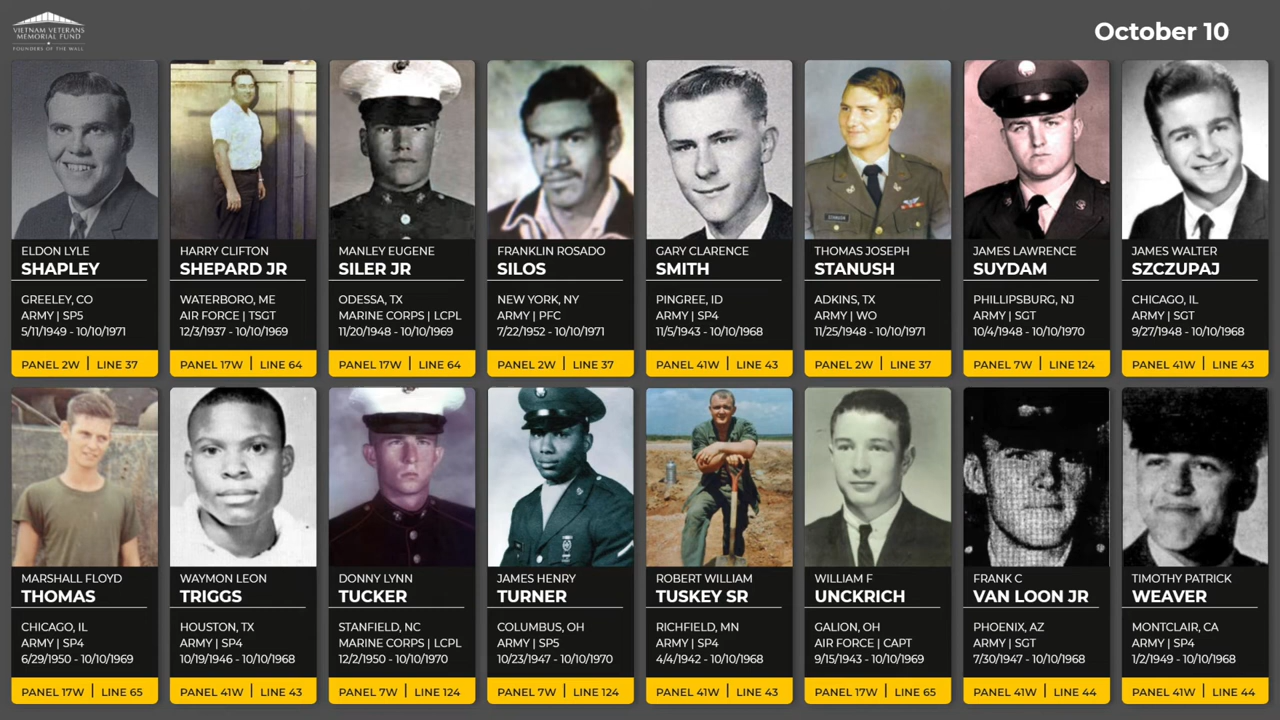 VIETNAM VETERANS
MEMORIAL FUND
FOUNDERS OF THE WALL
October 10
ELDON LYLE
SHAPLEY
GREELEY, CO
ARMY | SP5
5/11/1949 - 10/10/1971
PANEL 2W | LINE 37
HARRY CLIFTON
SHEPARD JR
WATERBORO, ME
AIR FORCE | TSGT
12/3/1937 - 10/10/1969
PANEL 17W | LINE 64
MANLEY EUGENE
SILER JR
ODESSA, TX
MARINE CORPS | LCPL
11/20/1948 - 10/10/1969
PANEL 17W | LINE 64
FRANKLIN ROSADO
SILOS
NEW YORK, NY
ARMY | PFC
7/22/1952 - 10/10/1971
PANEL 2W | LINE 37
GARY CLARENCE
SMITH
PINGREE, ID
ARMY | SP4
11/5/1943 - 10/10/1968
PANEL 41W | LINE 43
STANUSH
THOMAS JOSEPH
STANUSH
ADKINS, TX
ARMY | WO
11/25/1948 - 10/10/1971
PANEL 2W | LINE 37
JAMES LAWRENCE
SUYDAM
PHILLIPSBURG, NJ
ARMY | SGT
10/4/1948 - 10/10/1970
PANEL 7W | LINE 124
JAMES WALTER
SZCZUPAJ
CHICAGO, IL
ARMY | SGT
9/27/1948 - 10/10/1968
PANEL 41W | LINE 43
MARSHALL FLOYD
THOMAS
CHICAGO, IL
ARMY | SP4
6/29/1950 - 10/10/1969
PANEL 17W | LINE 65
WAYMON LEON
TRIGGS
HOUSTON, TX
ARMY | SP4
10/19/1946 - 10/10/1968
PANEL 41W | LINE 43
DONNY LYNN
TUCKER
STANFIELD, NC
MARINE CORPS | LCPL
12/2/1950 - 10/10/1970
PANEL 7W | LINE 124
JAMES HENRY
TURNER
COLUMBUS, OH
ARMY | SP5
10/23/1947 - 10/10/1970
PANEL 7W | LINE 124
ROBERT WILLIAM
TUSKEY SR
RICHFIELD, MN
ARMY | SP4
4/4/1942 - 10/10/1968
PANEL 41W | LINE 43
WILLIAM F
UNCKRICH
GALION, OH
AIR FORCE | CAPT
9/15/1943 - 10/10/1969
PANEL 17W | LINE 65
FRANK C
VAN LOON JR
PHOENIX, AZ
ARMY | SGT
7/30/1947 - 10/10/1968
PANEL 41W | LINE 44
TIMOTHY PATRICK
WEAVER
MONTCLAIR, CA
ARMY | SP4
1/2/1949 - 10/10/1968
PANEL 41W | LINE 44